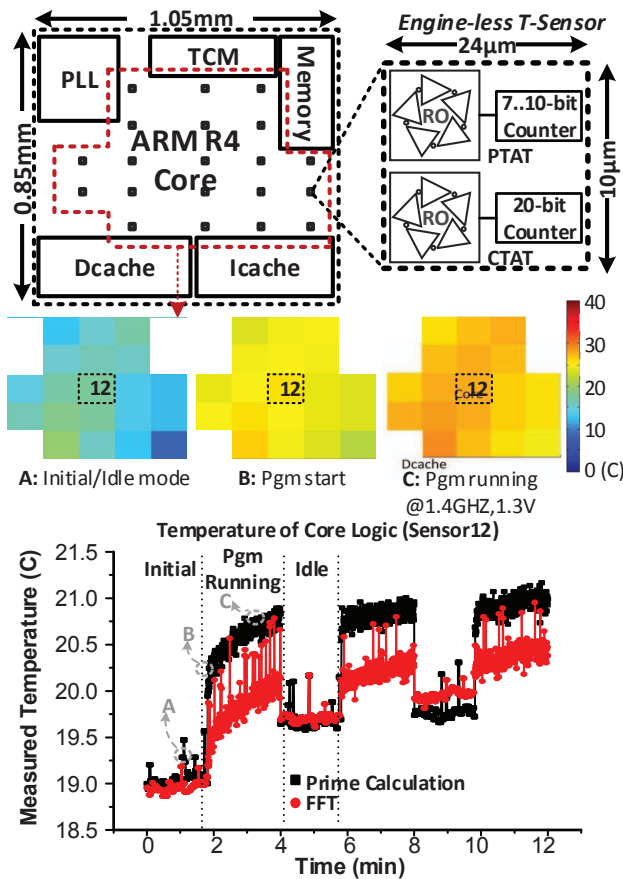 1.05mm
Engine-less T-Sensor
24μm
0.85mm
PLL
TCM
Memory
ARM R4
Core
Dcache
Icache
RO
7..10-bit
Counter
PTAT
RO
20-bit
Counter
CTAT
10μm
12
12
12
Core
Dcache
40
30
20
10
0 (C)
A: Initial/Idle mode
B: Pgm start
C: Pgm running
@1.4GHZ,1.3V
Temperature of Core Logic (Sensor12)
Initial
Pgm
Running
Idle
A
B
C
Measured Temperature (C)
21.5
21.0
20.5
20.0
19.5
19.0
18.5
Prime Calculation
FFT
0
2
4
6
8
10
12
Time (min)